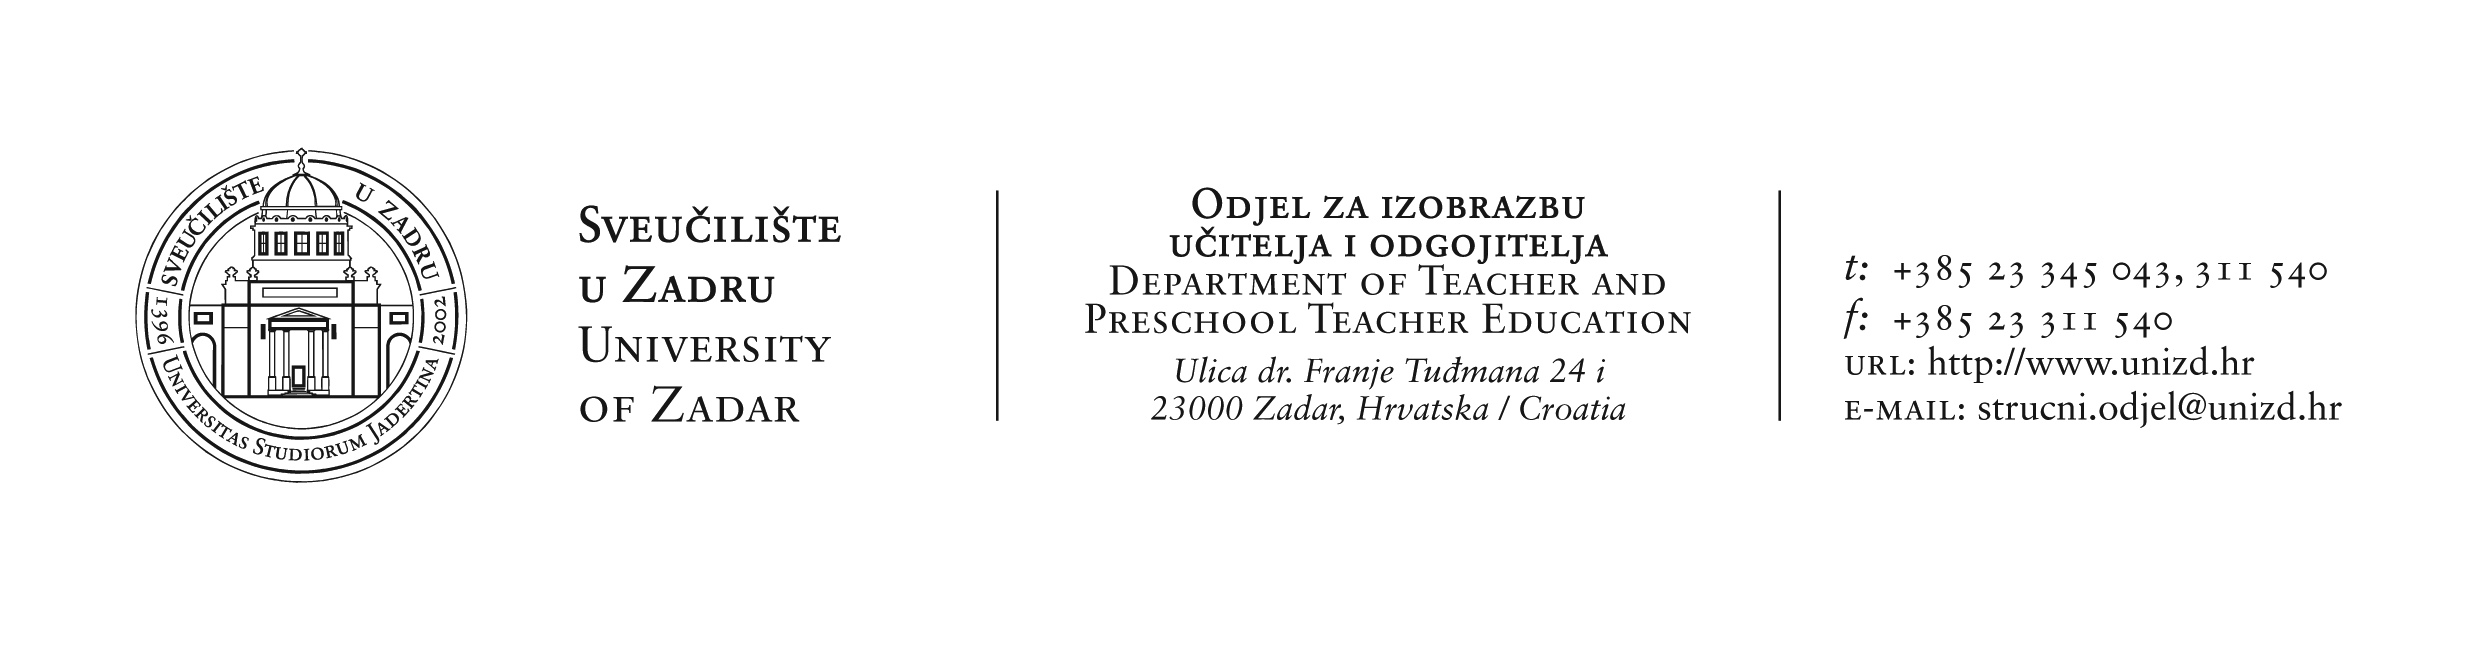 SVEUČILIŠTE U ZADRU
1396
2002
UNIVERSITAS STUDIORUM JADERTINA
SVEUČILIŠTE
U ZADRU
UNIVERSITY
OF ZADAR
ODJEL ZA IZOBRAZBU
UČITELJA I ODGOJITELJA
DEPARTMENT OF TEACHER AND
PRESCHOOL TEACHER EDUCATION
Ulica dr. Franje Tuđmana 24 i
23000 Zadar, Hrvatska / Croatia
t: +385 23 345 043, 311 540
f: +385 23 311 540
URL: http://www.unizd.hr
E-MAIL: strucni.odjel@unizd.hr